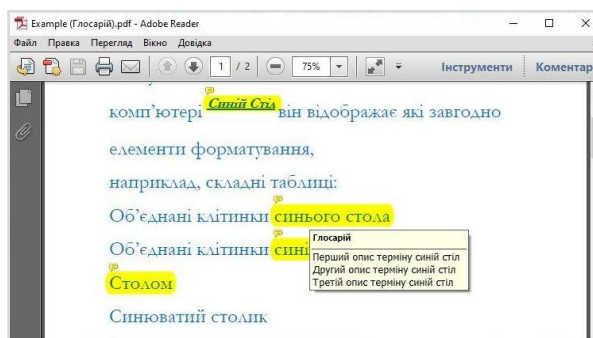 Example (Глосарій).pdf - Adobe Reader
Файл Правка Перегляд Вікно Довідка
1 / 2 75% Інструменти Коментар
комп’ютері Синій Стіл він відображає які завгодно
елементи форматування,
наприклад, складні таблиці:
Об’єднані клітинки синього стола
Об’єднані клітинки сині
Глосарій
Перший опис терміну синій стіл
Другий опис терміну синій стіл
Третій опис терміну синій стіл
Столом
Синюватий столик